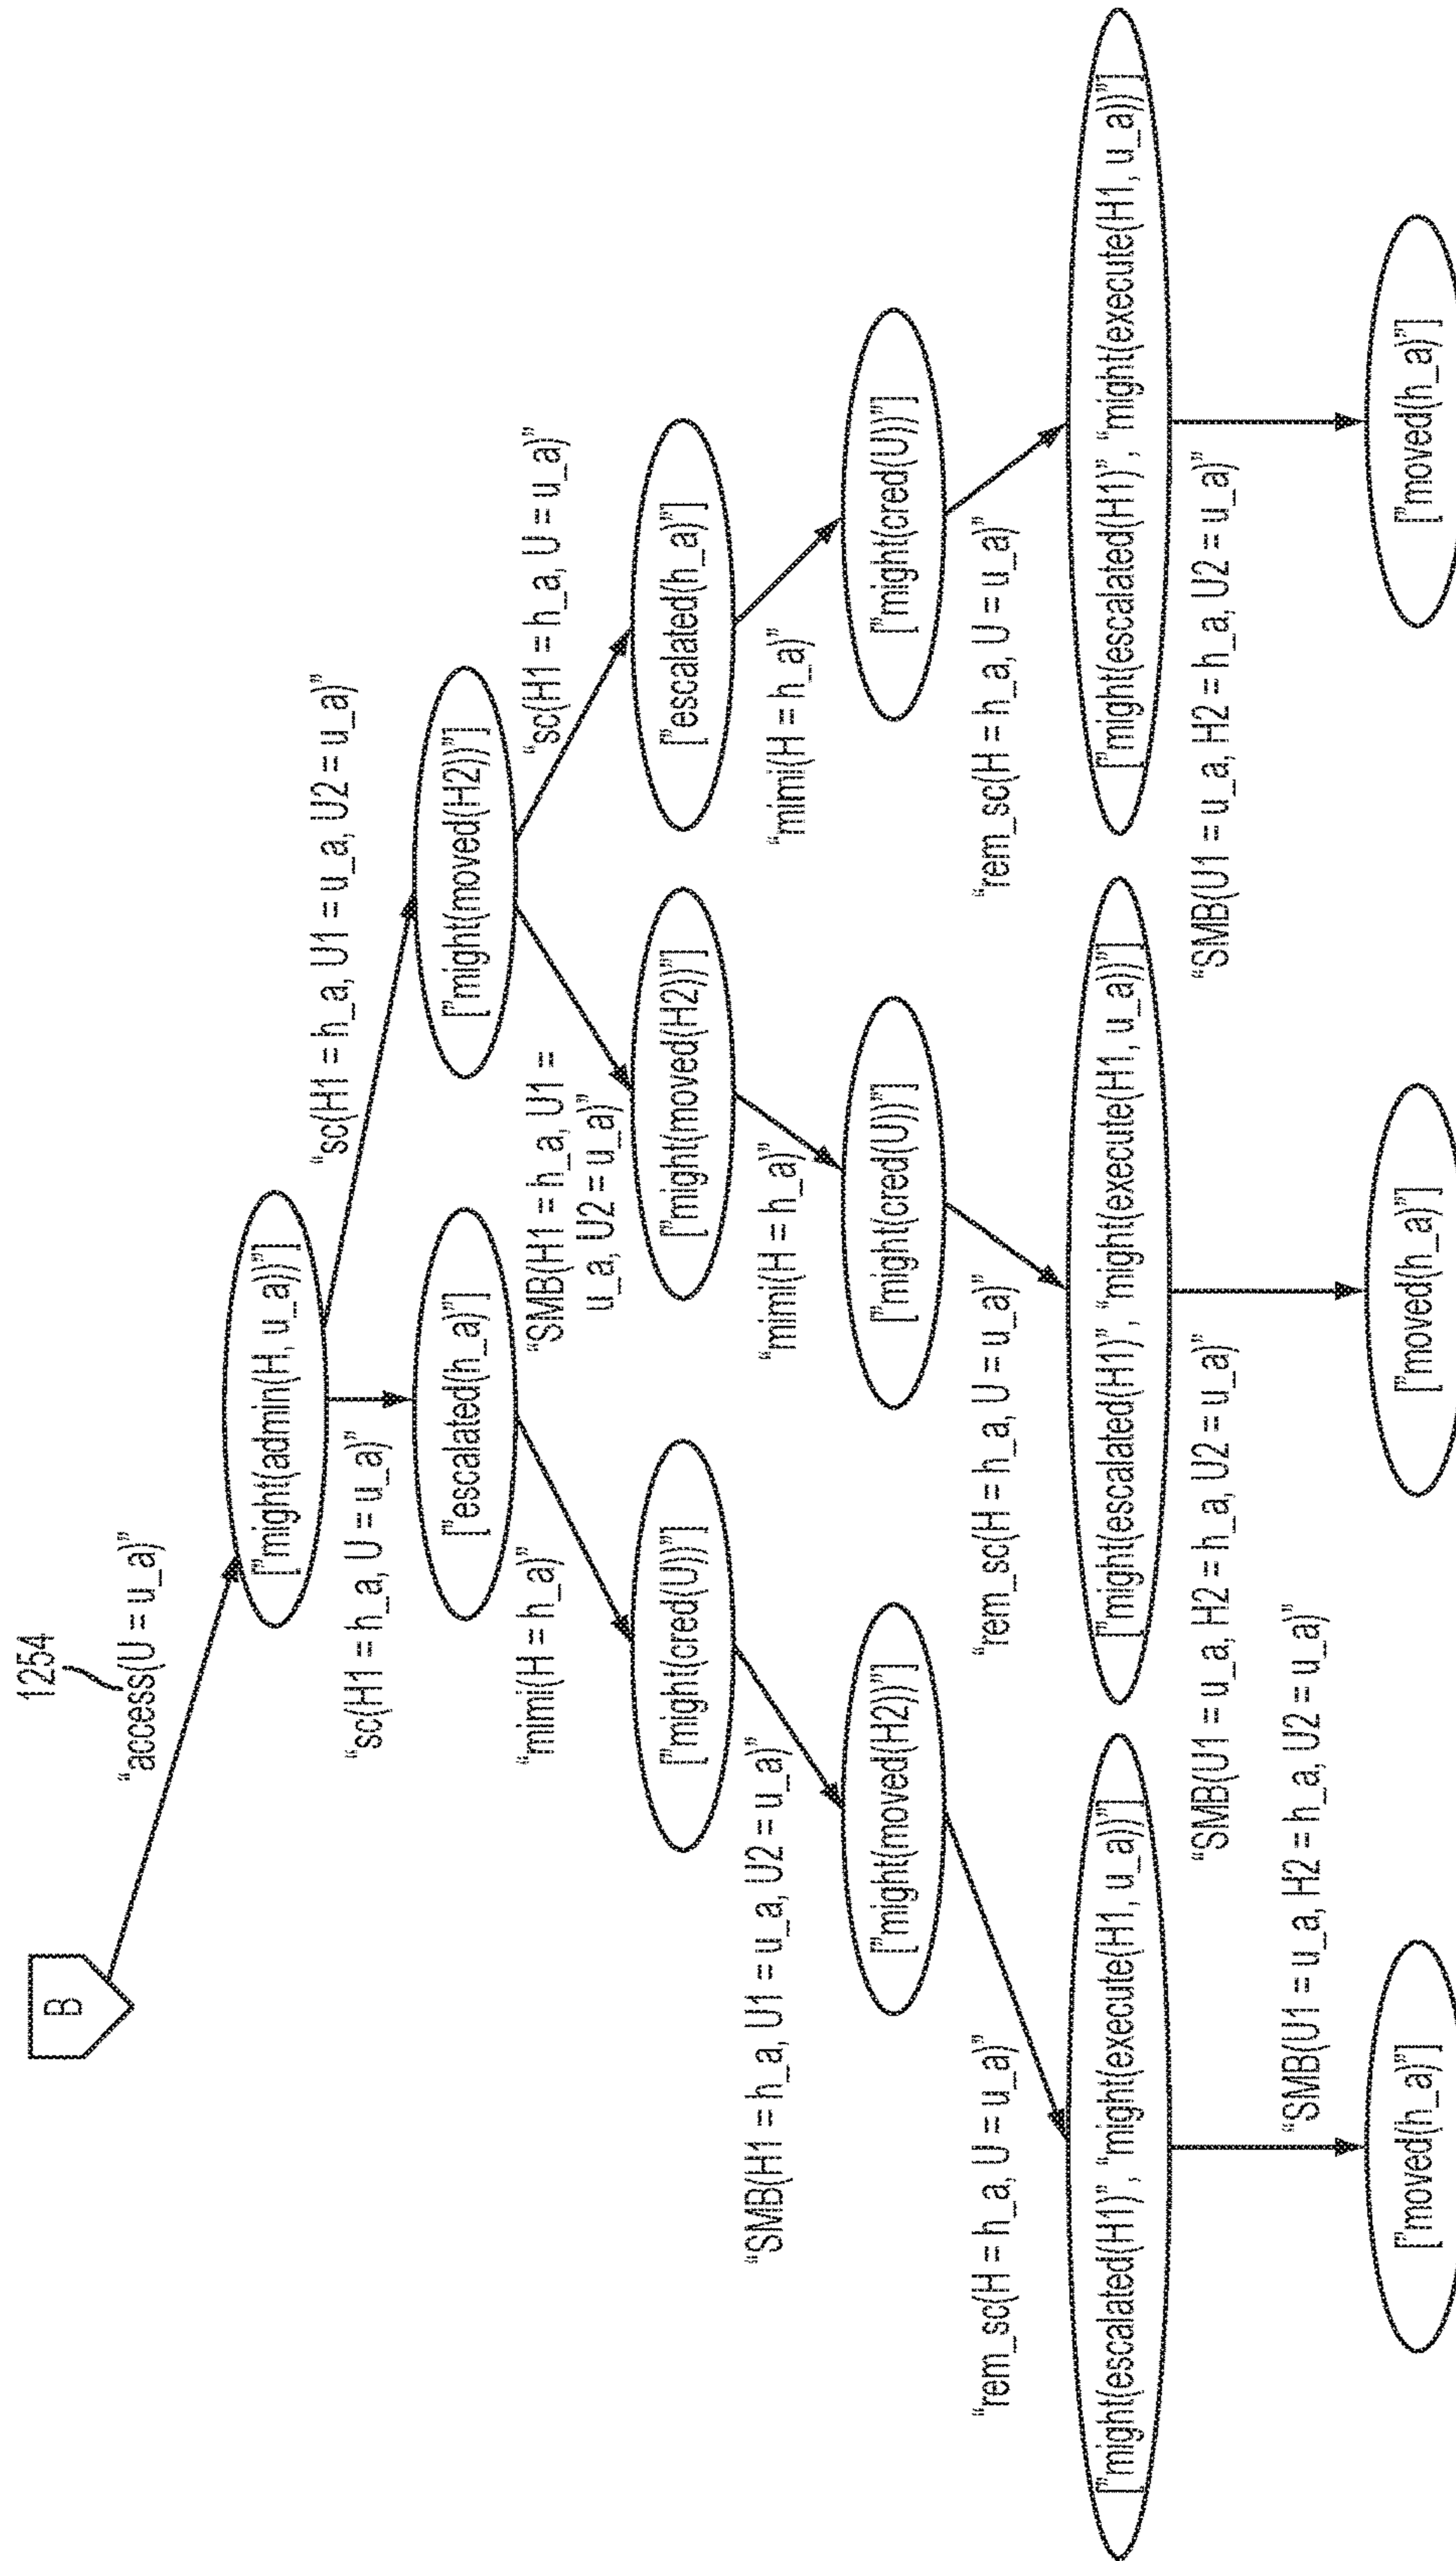 1254
B
“access(U = u_a)”
["might(admin(H, u_a))"]
“sc(H1 = h_a, U = u_a)”
“sc(H1 = h_a, U1 = u_a, U2 = u_a)”
["escalated(h_a)"]
["might(moved(H2))"]
“mimi(H = h_a)”
“SMB(H1 = h_a, U1 =
u_a, U2 = u_a)”
“sc(H1 = h_a, U = u_a)”
["might(cred(U))"]
["might(moved(H2))"]
["escalated(h_a)"]
“SMB(H1 = h_a, U1 = u_a, U2 = u_a)”
“mimi(H = h_a)”
“mimi(H = h_a)”
["might(moved(H2))"]
["might(cred(U))"]
["might(cred(U))"]
“rem_sc(H = h_a, U = u_a)”
“rem_sc(H = h_a, U = u_a)”
“rem_sc(H = h_a, U = u_a)”
["might(escalated(H1)”, “might(execute(H1, u_a))"]
["might(escalated(H1)”, “might(execute(H1, u_a))"]
["might(escalated(H1)”, “might(execute(H1, u_a))"]
“SMB(U1 = u_a, H2 = h_a, U2 = u_a)”
“SMB(U1 = u_a, H2 = h_a, U2 = u_a)”
“SMB(U1 = u_a, H2 = h_a, U2 = u_a)”
["moved(h_a)"]
["moved(h_a)"]
["moved(h_a)"]